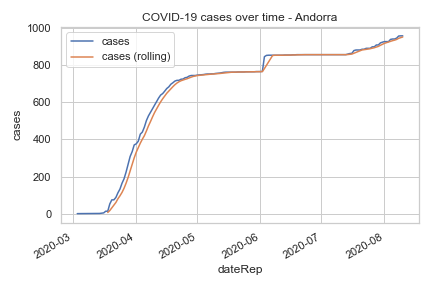 COVID-19 cases over time - Andorra
cases
cases (rolling)
1000
800
600
400
200
0
cases
2020-03
2020-04
2020-05
2020-06
2020-07
2020-08
dateRep